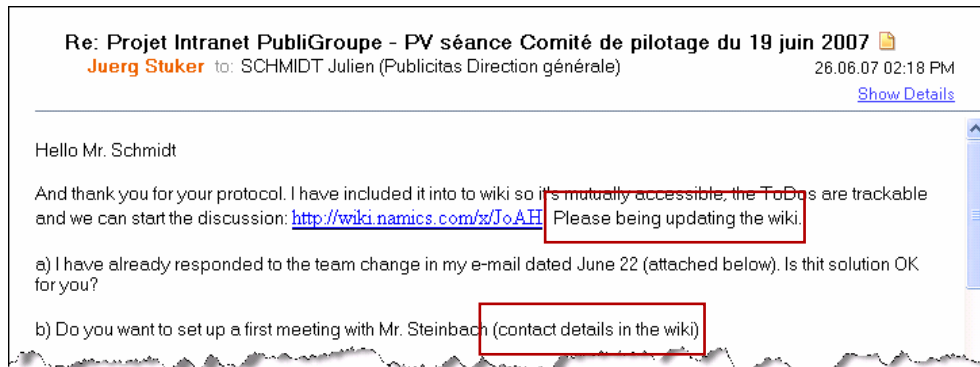 Re: Projet Intranet PubliGroupe - PV séance Comité de pilotage du 19 juin 2007
Juerg Stuker to: SCHMIDT Julien (Publicitas Direction générale) 26.06.07 02:18 PM
Show Details
Hello Mr. Schmidt
And thank you for your protocol. I have included it into to wiki so it's mutually accessible, the ToDos are trackable
and we can start the discussion: http://wiki.namics.com/x/JoAH Please being updating the wiki.
a) I have already responded to the team change in my e-mail dated June 22 (attached below). Is thit solution OK
for you?
b) Do you want to set up a first meeting with Mr. Steinbach (contact details in the wiki)